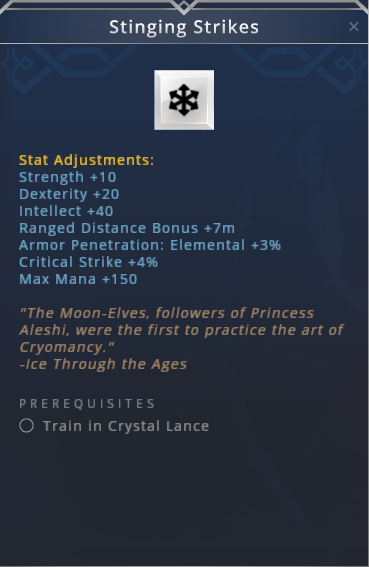 Stinging Strikes
Stat Adjustments:
Strength +10
Dexterity +20
Intellect +40
Ranged Distance Bonus +7m
Armor Penetration: Elemental +3%
Critical Strike +4%
Max Mana +150
"The Moon-Elves, followers of Princess
Aleshi, were the first to practice the art of
Cryomancy."
-Ice Through the Ages
PREREQUISITES
Train in Crystal Lance